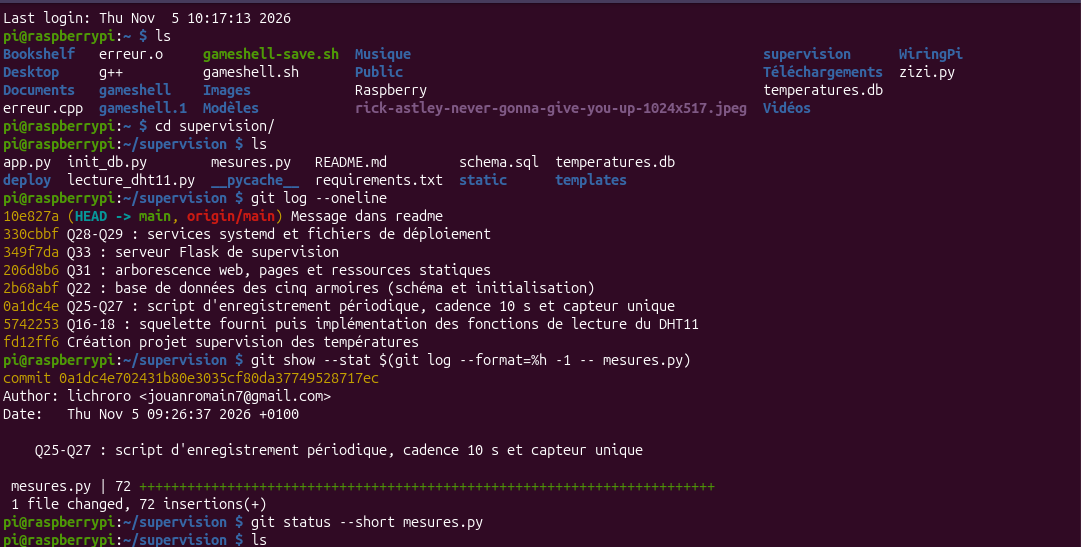 Last login: Thu Nov  5 10:17:13 2026
pi@raspberrypi:~ $ ls
Bookshelf   erreur.o     gameshell-save.sh  Musique                                            supervision      WiringPi
Desktop     g++          gameshell.sh       Public                                             Téléchargements  zizi.py
Documents   gameshell    Images             Raspberry                                          temperatures.db
erreur.cpp  gameshell.1  Modèles            rick-astley-never-gonna-give-you-up-1024x517.jpeg  Vidéos
pi@raspberrypi:~ $ cd supervision/
pi@raspberrypi:~/supervision $ ls
app.py  init_db.py        mesures.py   README.md         schema.sql  temperatures.db
deploy  lecture_dht11.py  __pycache__  requirements.txt  static      templates
pi@raspberrypi:~/supervision $ git log --oneline
10e827a (HEAD -> main, origin/main) Message dans readme
330cbbf Q28-Q29 : services systemd et fichiers de déploiement
349f7da Q33 : serveur Flask de supervision
206d8b6 Q31 : arborescence web, pages et ressources statiques
2b68abf Q22 : base de données des cinq armoires (schéma et initialisation)
0a1dc4e Q25-Q27 : script d'enregistrement périodique, cadence 10 s et capteur unique
5742253 Q16-18 : squelette fourni puis implémentation des fonctions de lecture du DHT11
fd12ff6 Création projet supervision des températures
pi@raspberrypi:~/supervision $ git show --stat $(git log --format=%h -1 -- mesures.py)
commit 0a1dc4e702431b80e3035cf80da37749528717ec
Author: lichroro <jouanromain7@gmail.com>
Date:   Thu Nov 5 09:26:37 2026 +0100
    Q25-Q27 : script d'enregistrement périodique, cadence 10 s et capteur unique
 mesures.py | 72 ++++++++++++++++++++++++++++++++++++++++++++++++++++++++++++++++++++++++
 1 file changed, 72 insertions(+)
pi@raspberrypi:~/supervision $ git status --short mesures.py
pi@raspberrypi:~/supervision $ ls